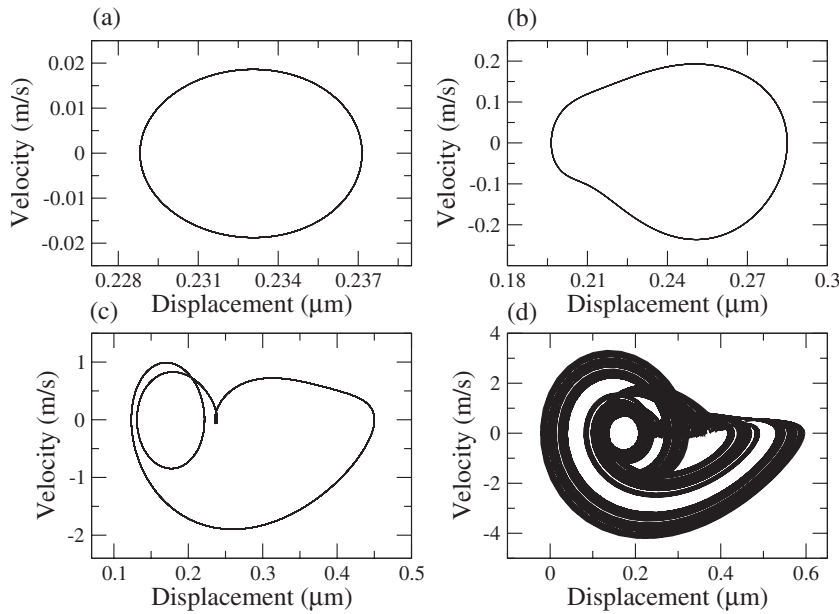 (a)
0.02
0.01
0
-0.01
-0.02
Velocity (m/s)
0.228 0.231 0.234 0.237
Displacement (μm)
(b)
0.2
0.1
0
-0.1
-0.2
Velocity (m/s)
0.18 0.21 0.24 0.27 0.3
Displacement (μm)
(c)
1
0
-1
-2
Velocity (m/s)
0.1 0.2 0.3 0.4 0.5
Displacement (μm)
(d)
4
2
0
-2
-4
Velocity (m/s)
0 0.2 0.4 0.6
Displacement (μm)